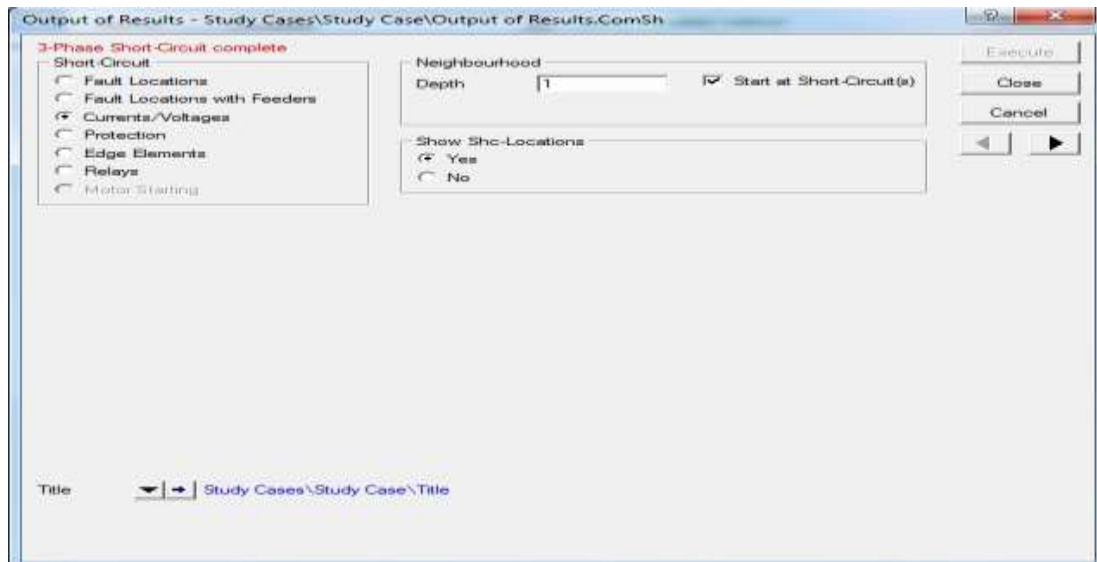 Output of Results - Study Cases\Study Case\Output of Results.ComSh
3-Phase Short-Circuit complete
Short-Circuit
Fault Locations
Fault Locations with Feeders
Currents/Voltages
Protection
Edge Elements
Relays
Motor Starting
Neighbourhood
Depth 1 Start at Short-Circuit(s)
Show Shc-Locations
Yes
No
Execute
Close
Cancel
Title Study Cases\Study Case\Title